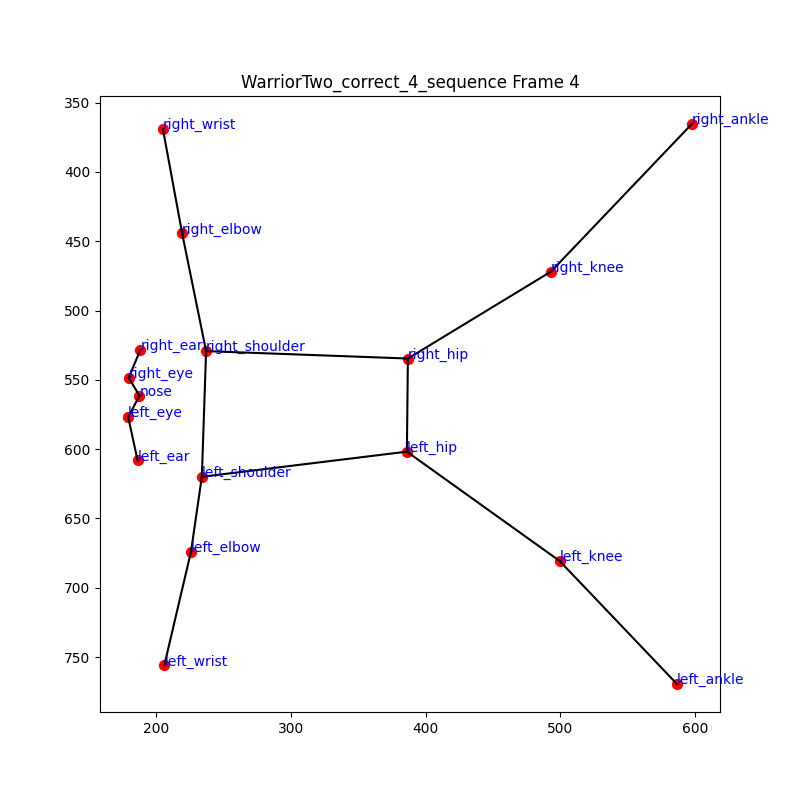 WarriorTwo_correct_4_sequence Frame 4
350
right_ankle
right_wrist
400
right_elbow
450
right_knee
500
right_ear
right_shoulder
right_hip
550
right_eye
nose
left_eye
600
left_hip
left_ear
left_shoulder
650
left_elbow
left_knee
700
750
left_wrist
left_ankle
200
300
400
500
600